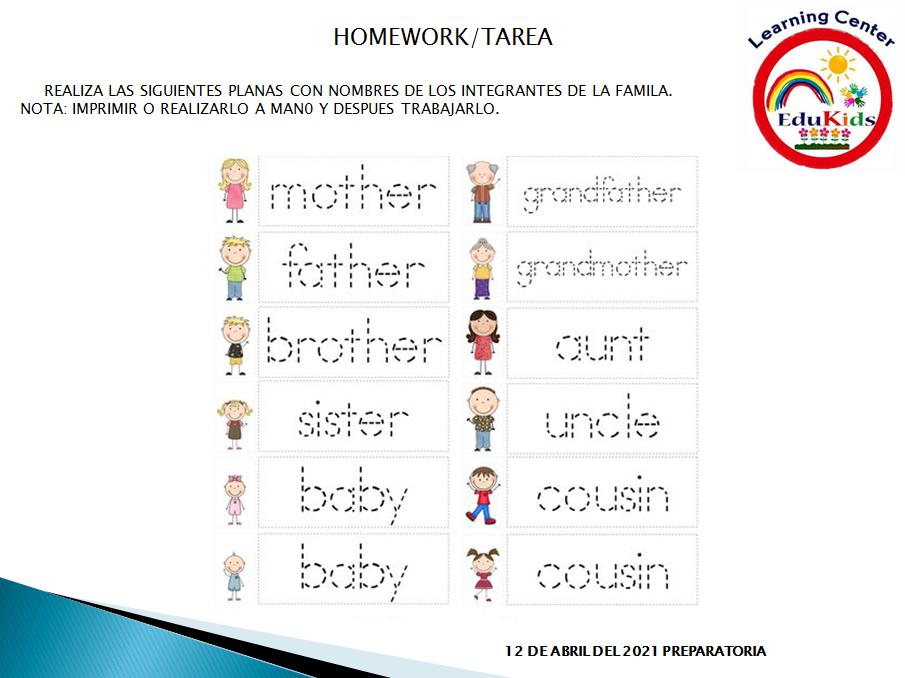 HOMEWORK/TAREA
Learning Center
EduKids
REALIZA LAS SIGUIENTES PLANAS CON NOMBRES DE LOS INTEGRANTES DE LA FAMILA.
NOTA: IMPRIMIR O REALIZARLO A MAN0 Y DESPUES TRABAJARLO.
mother
grandfather
father
grandmother
brother
aunt
sister
uncle
baby
cousin
baby
cousin
12 DE ABRIL DEL 2021 PREPARATORIA